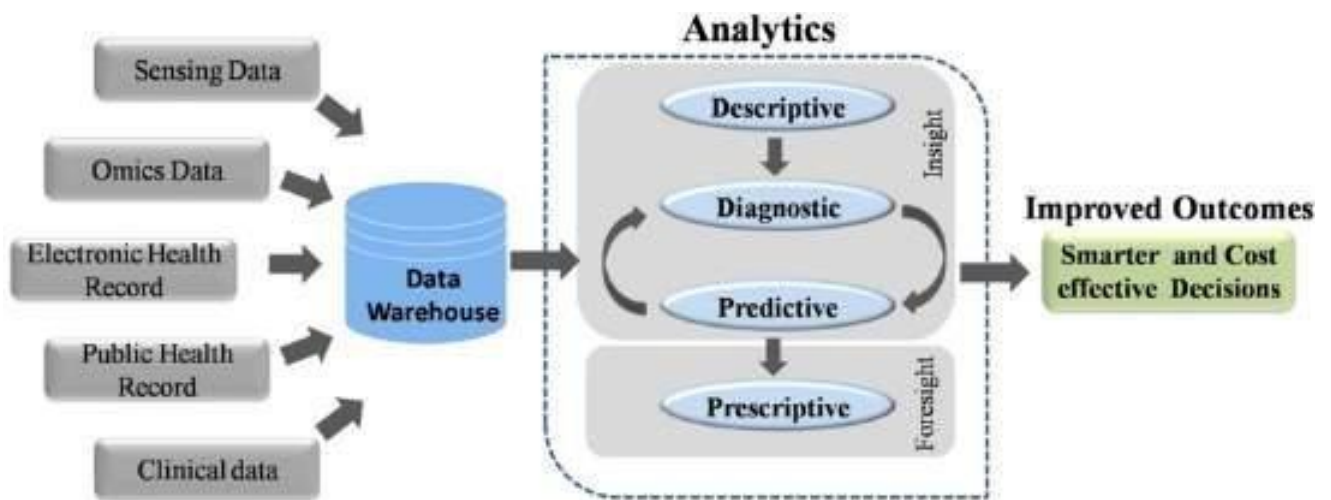 Sensing Data
Omics Data
Electronic Health
Record
Public Health
Record
Clinical data
Data
Warehouse
Analytics
Descriptive
Diagnostic
Predictive
Insight
Prescriptive
Foresight
Improved Outcomes
Smarter and Cost
effective Decisions